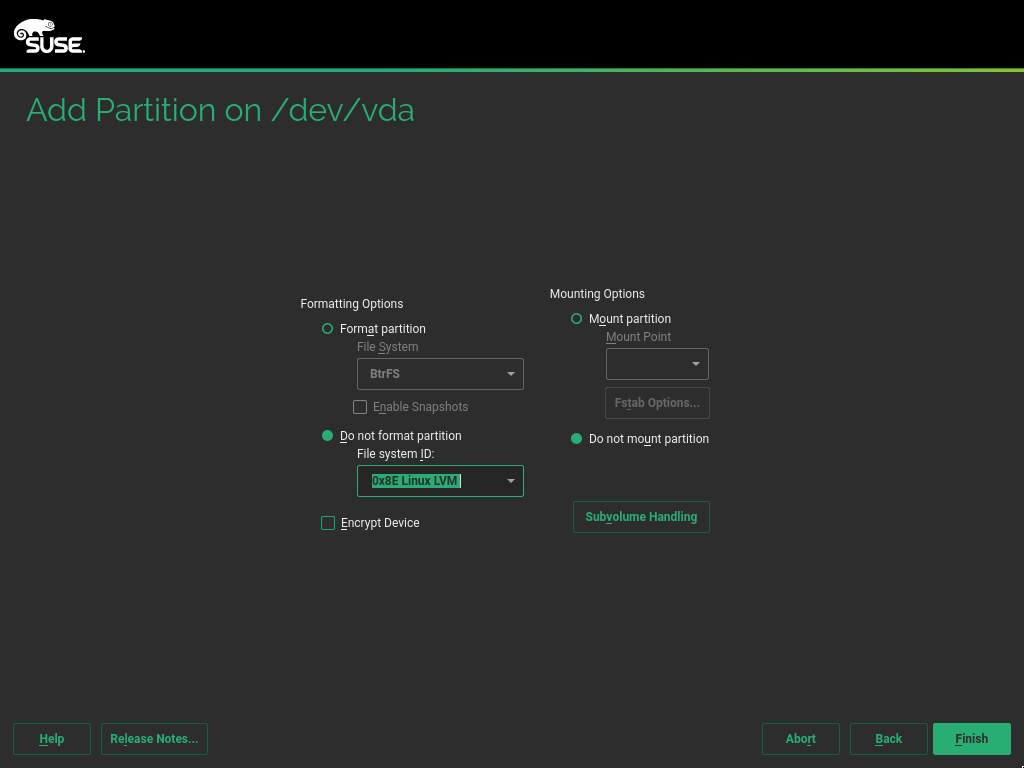 SUSE.
Add Partition on /dev/vda
Formatting Options
Format partition
File System
BtrFS
Enable Snapshots
Do not format partition
File system ID:
0x8E Linux LVM
Encrypt Device
Mounting Options
Mount partition
Mount Point
Fstab Options...
Do not mount partition
Subvolume Handling
Help
Release Notes...
Abort
Back
Finish